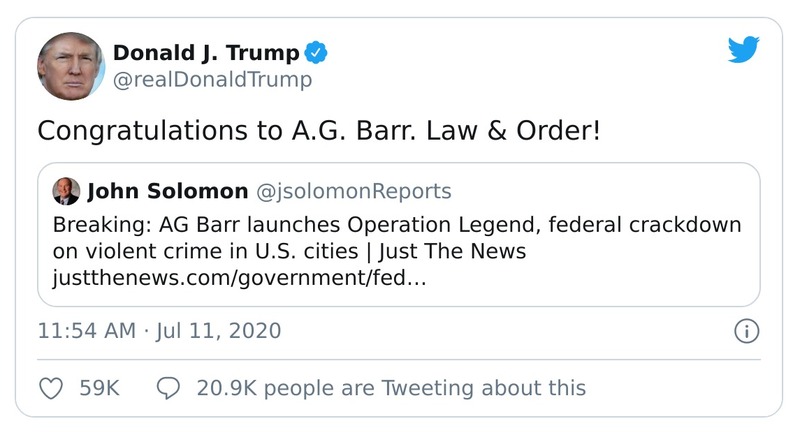 Donald J. Trump
@realDonaldTrump
Congratulations to A.G. Barr. Law & Order!
John Solomon @jsolomonReports
Breaking: AG Barr launches Operation Legend, federal crackdown
on violent crime in U.S. cities | Just The News
justthenews.com/government/fed…
11:54 AM · Jul 11, 2020
59K 20.9K people are Tweeting about this